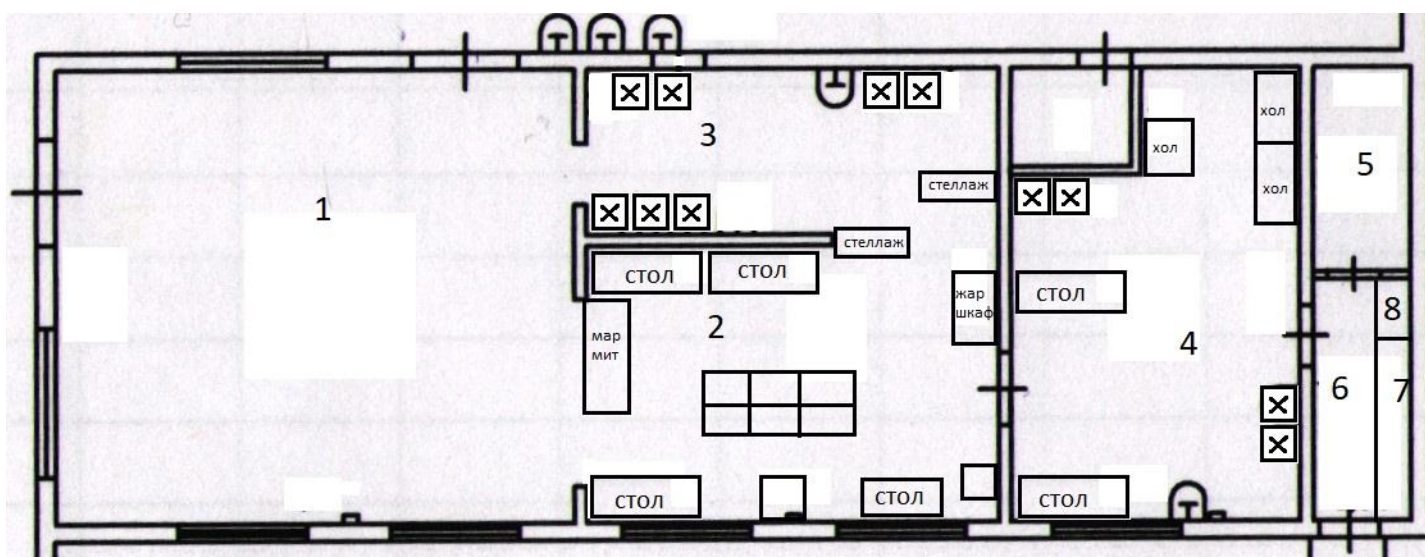 1
3
стеллаж
стеллаж
стол
стол
мар
мит
2
жар
шкаф
стол
стол
хол
хол
хол
стол
4
стол
5
8
6
7